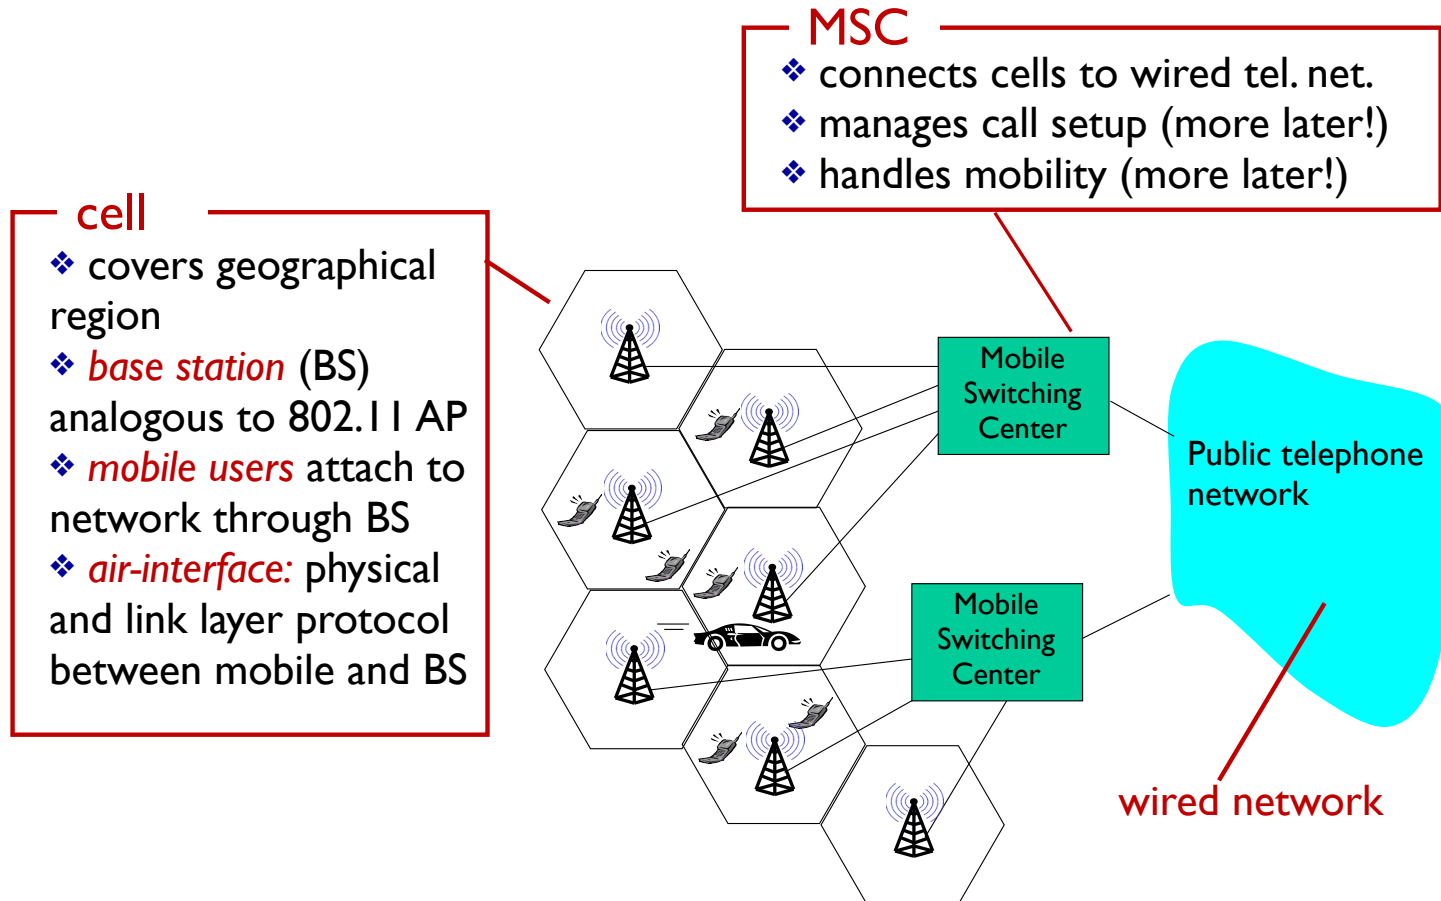 MSC
❖ connects cells to wired tel. net.
❖ manages call setup (more later!)
❖ handles mobility (more later!)
cell
❖ covers geographical
region
❖ base station (BS)
analogous to 802.11 AP
❖ mobile users attach to
network through BS
❖ air-interface: physical
and link layer protocol
between mobile and BS
Mobile
Switching
Center
Public telephone
network
Mobile
Switching
Center
wired network